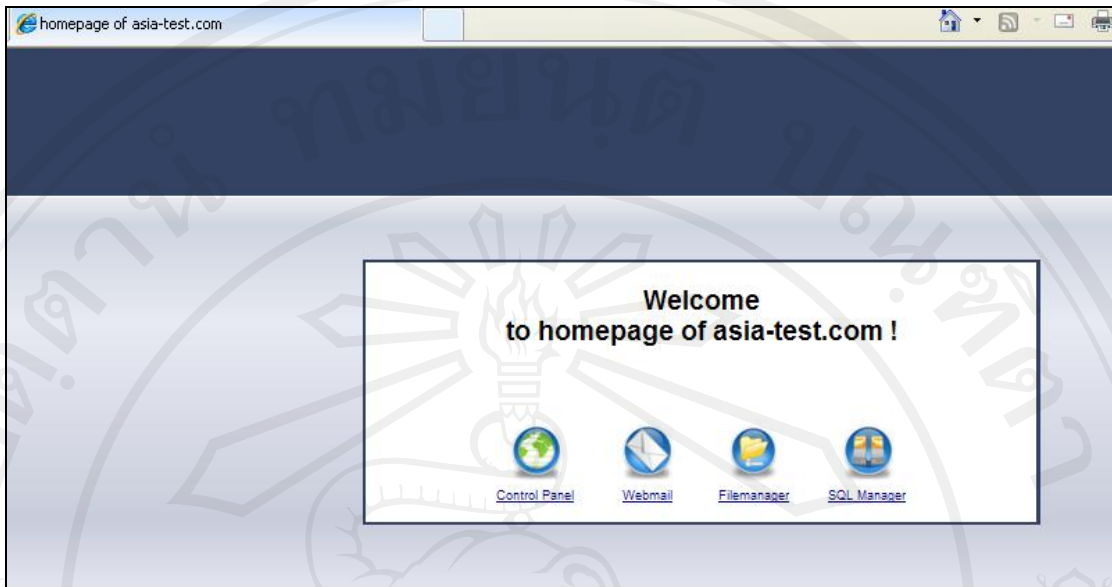 homepage of asia-test.com
Welcome
to homepage of asia-test.com !
Control Panel
Webmail
Filemanager
SQL Manager